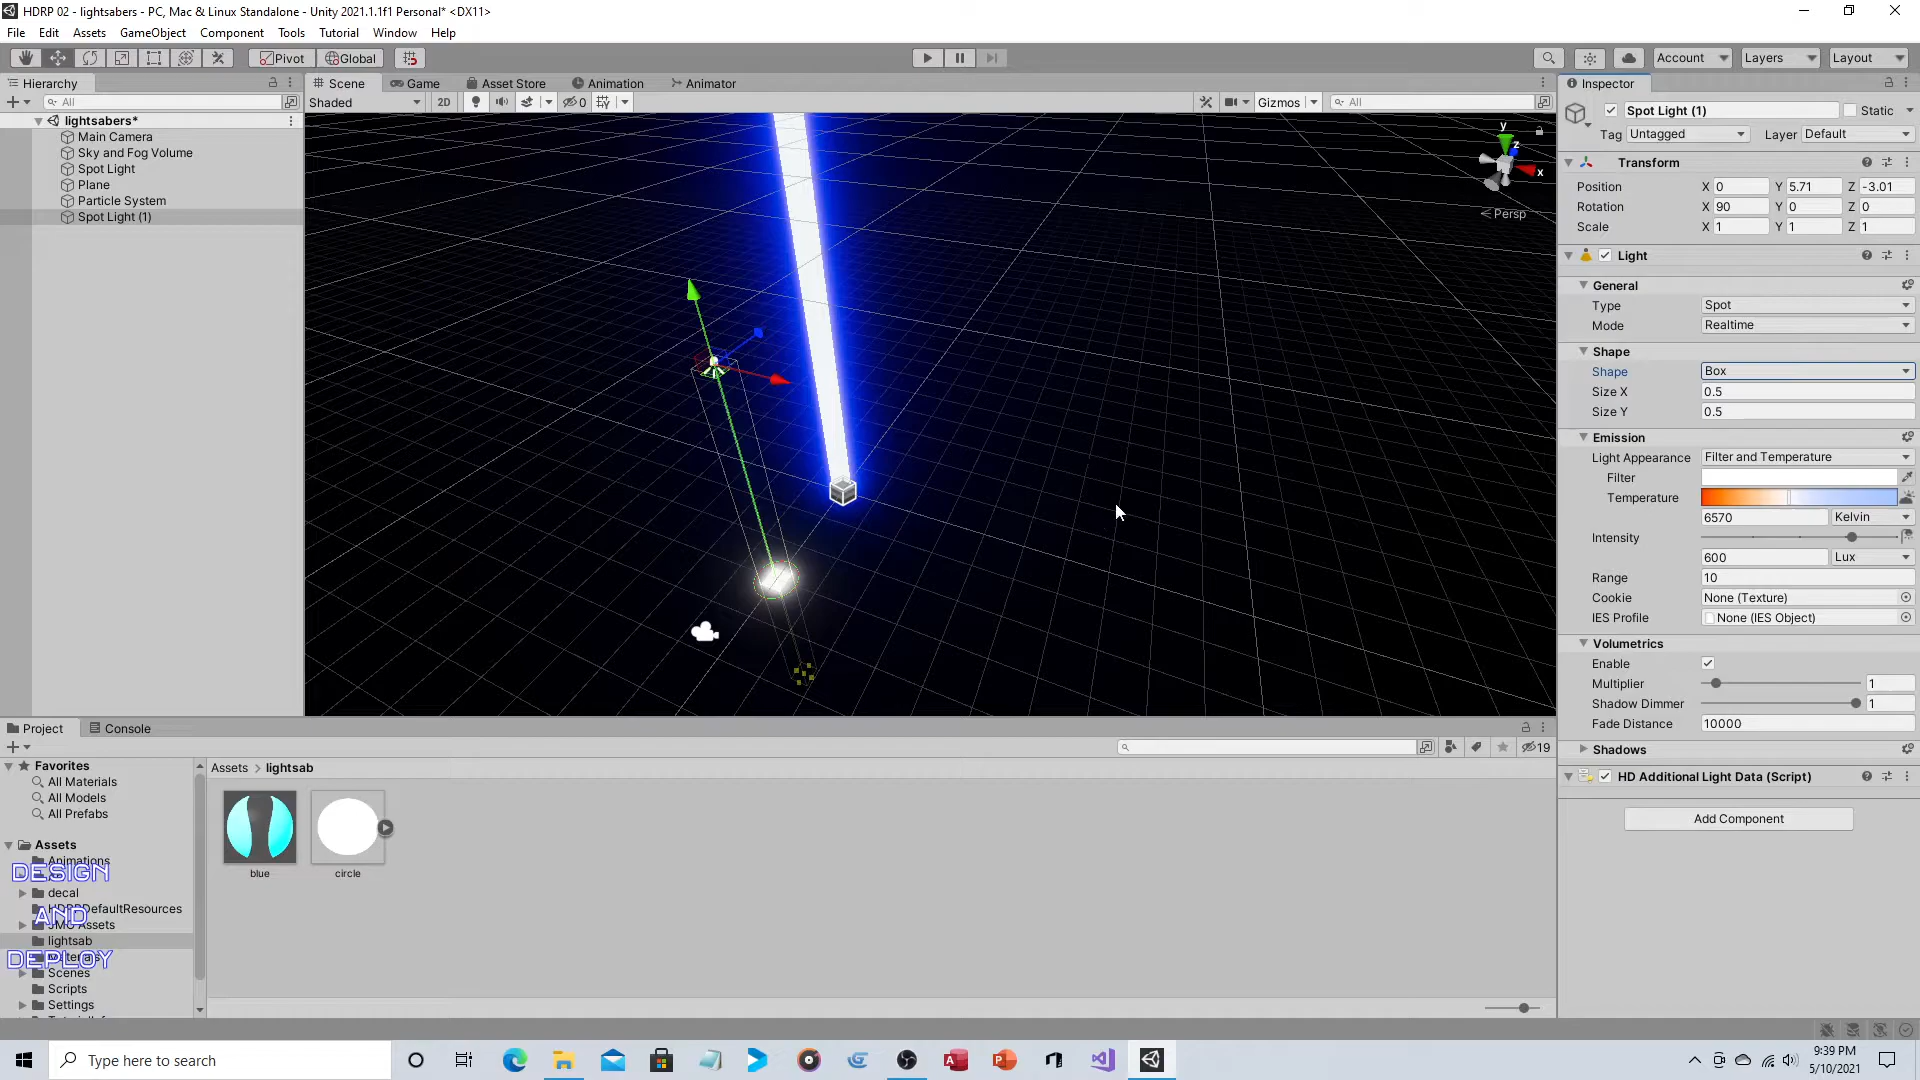 HDRP 02 - lightsabers - PC, Mac & Linux Standalone - Unity 2021.1.1f1 Personal* <DX11>
File Edit Assets GameObject Component Tools Tutorial Window Help
Pivot Global Account Layers Layout
Hierarchy
All
lightsabers*
Main Camera
Sky and Fog Volume
Spot Light
Plane
Particle System
Spot Light (1)
Scene Game Asset Store Animation Animator
Shaded 2D 0 Gizmos All
y
z
x
Persp
Inspector
Spot Light (1) Static
Tag Untagged Layer Default
Transform
Position X 0 Y 5.71 Z -3.01
Rotation X 90 Y 0 Z 0
Scale X 1 Y 1 Z 1
Light
General
Type Spot
Mode Realtime
Shape
Shape Box
Size X 0.5
Size Y 0.5
Emission
Light Appearance Filter and Temperature
Filter
Temperature
6570 Kelvin
Intensity
600 Lux
Range 10
Cookie None (Texture)
IES Profile None (IES Object)
Volumetrics
Enable
Multiplier 1
Shadow Dimmer 1
Fade Distance 10000
Shadows
HD Additional Light Data (Script)
Add Component
Project Console
19
Favorites
All Materials
All Models
All Prefabs
Assets
Animations
decal
HDRPDefaultResources
JMO Assets
lightsab
Materials
Scenes
Scripts
Settings
Assets > lightsab
blue circle
DESIGN
AND
DEPLOY
Type here to search
9:39 PM
5/10/2021